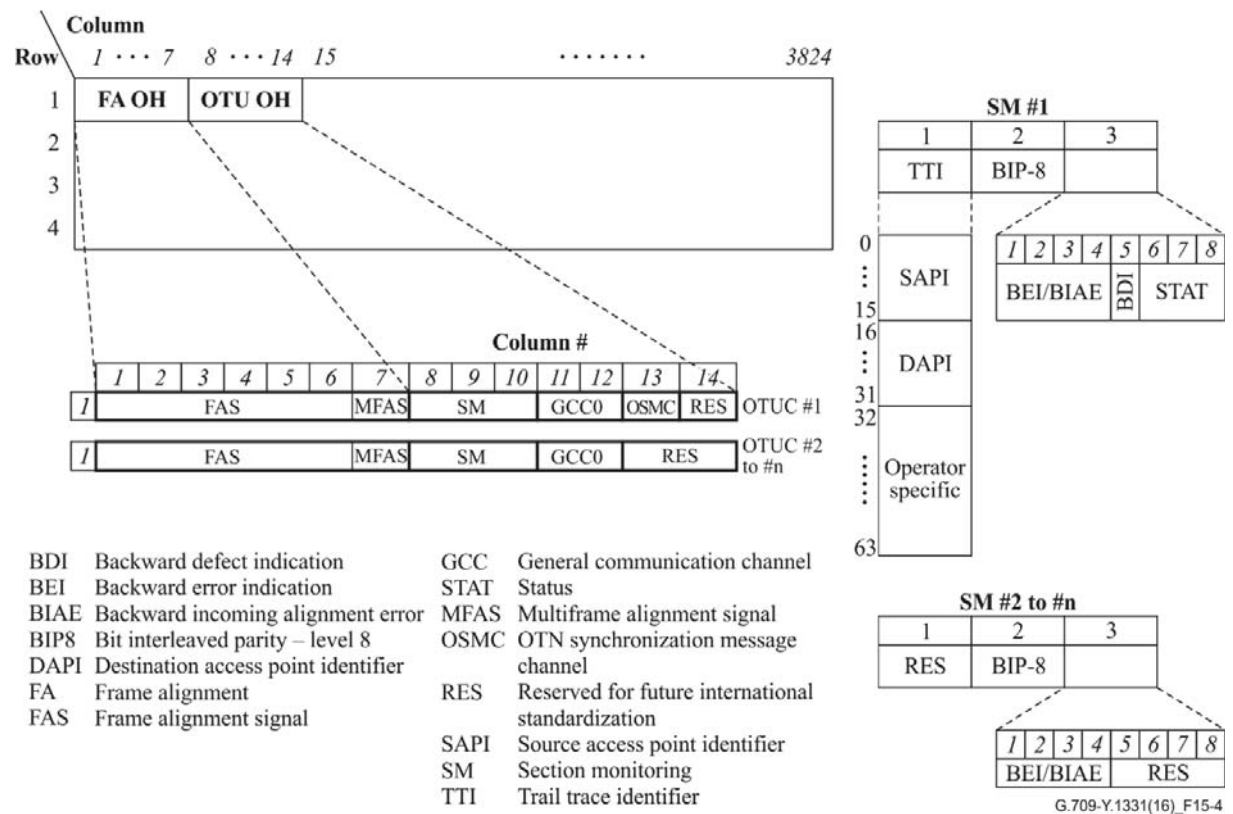 Column
Row 1 ··· 7 8 ··· 14 15 ······· 3824
1 FA OH OTU OH
2
3
4
Column #
1 2 3 4 5 6 7 8 9 10 11 12 13 14
1 FAS MFAS SM GCC0 OSMC RES OTUC #1
1 FAS MFAS SM GCC0 RES OTUC #2
to #n
SM #1
1 2 3
TTI BIP-8
0
⋮
15
SAPI
16
⋮
31
DAPI
32
⋮
63
Operator
specific
1 2 3 4 5 6 7 8
BEI/BIAE BDI STAT
BDI Backward defect indication
BEI Backward error indication
BIAE Backward incoming alignment error
BIP8 Bit interleaved parity – level 8
DAPI Destination access point identifier
FA Frame alignment
FAS Frame alignment signal
GCC General communication channel
STAT Status
MFAS Multiframe alignment signal
OSMC OTN synchronization message
channel
RES Reserved for future international
standardization
SAPI Source access point identifier
SM Section monitoring
TTI Trail trace identifier
SM #2 to #n
1 2 3
RES BIP-8
1 2 3 4 5 6 7 8
BEI/BIAE RES
G.709-Y.1331(16)_F15-4